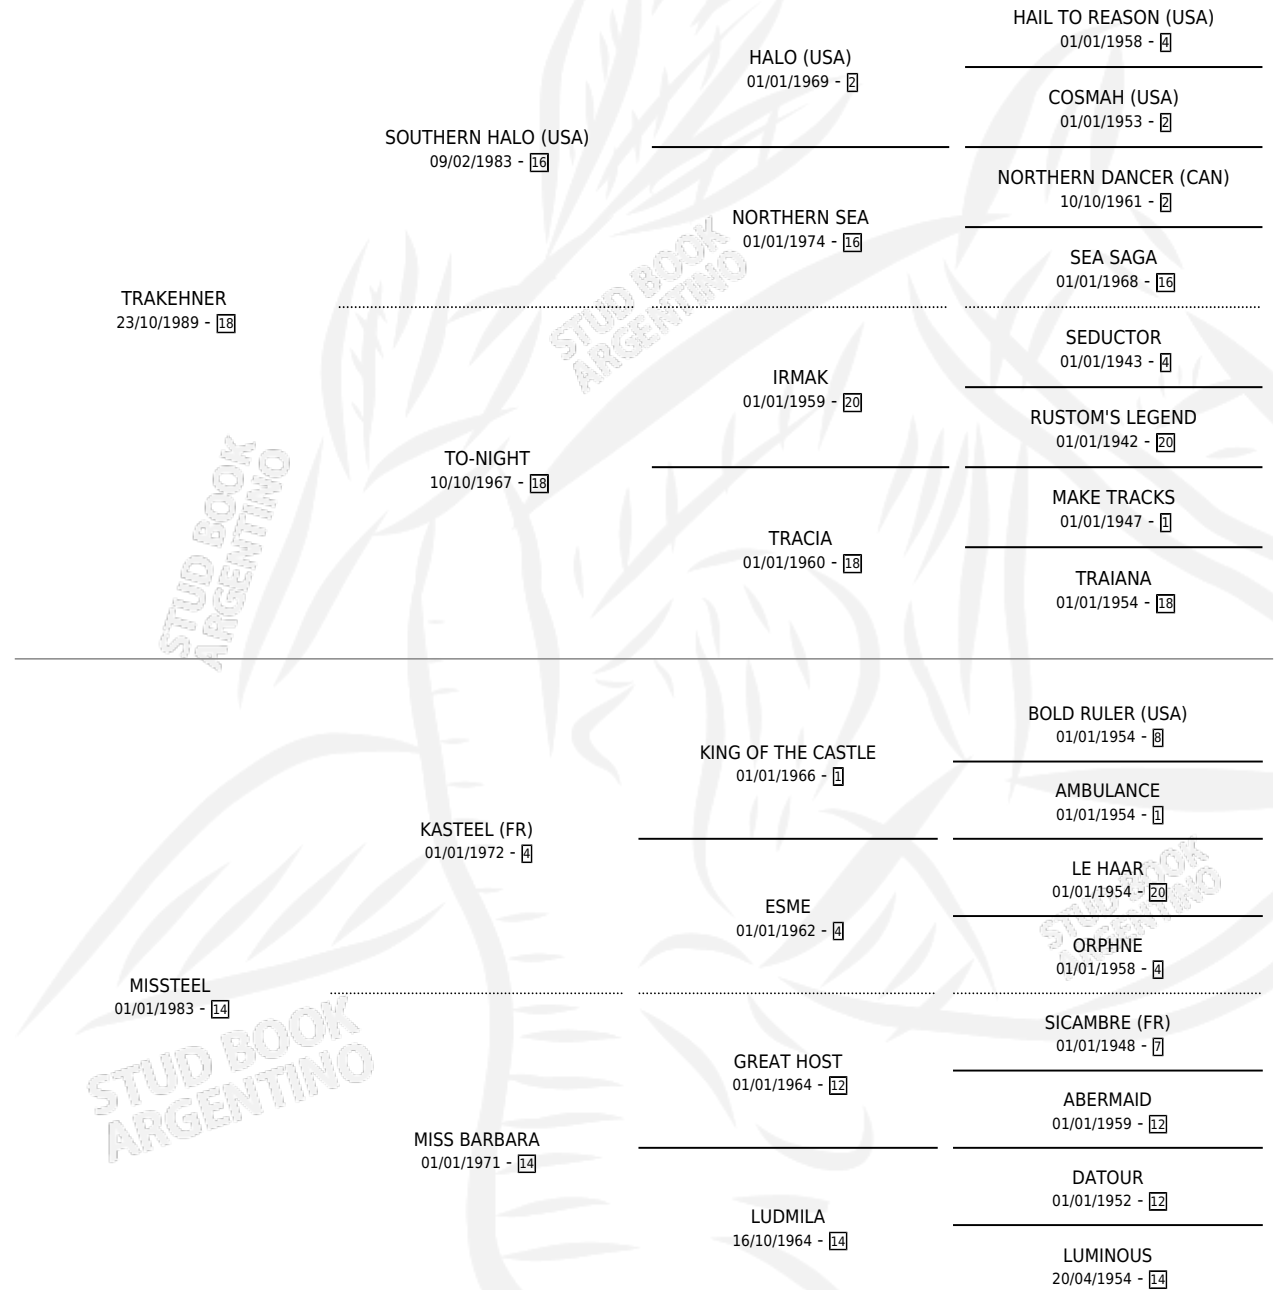 HAIL TO REASON (USA)
01/01/1958 - 4
HALO (USA)
01/01/1969 - 2
COSMAH (USA)
01/01/1953 - 2
SOUTHERN HALO (USA)
09/02/1983 - 16
NORTHERN DANCER (CAN)
10/10/1961 - 2
NORTHERN SEA
01/01/1974 - 16
SEA SAGA
01/01/1968 - 16
TRAKEHNER
23/10/1989 - 18
STUD BOOK
ARGENTINO
SEDUCTOR
01/01/1943 - 4
IRMAK
01/01/1959 - 20
RUSTOM'S LEGEND
01/01/1942 - 20
TO-NIGHT
10/10/1967 - 18
MAKE TRACKS
01/01/1947 - 1
TRACIA
01/01/1960 - 18
TRAIANA
01/01/1954 - 18
STUD BOOK
ARGENTINO
BOLD RULER (USA)
01/01/1954 - 8
KING OF THE CASTLE
01/01/1966 - 1
AMBULANCE
01/01/1954 - 1
KASTEEL (FR)
01/01/1972 - 4
LE HAAR
01/01/1954 - 20
ESME
01/01/1962 - 4
STUD BOOK
ARGENTINO
ORPHNE
01/01/1958 - 4
MISSTEEL
01/01/1983 - 14
STUD BOOK
ARGENTINO
SICAMBRE (FR)
01/01/1948 - 7
GREAT HOST
01/01/1964 - 12
ABERMAID
01/01/1959 - 12
MISS BARBARA
01/01/1971 - 14
DATOUR
01/01/1952 - 12
LUDMILA
16/10/1964 - 14
LUMINOUS
20/04/1954 - 14